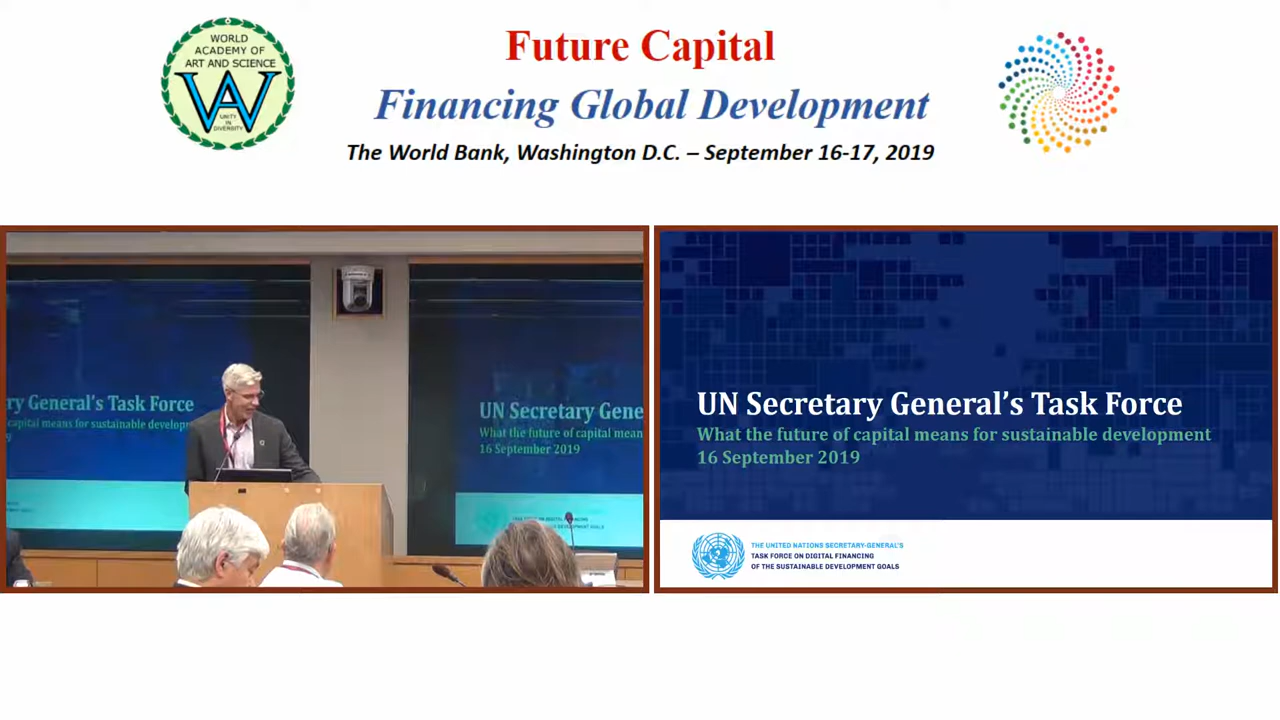 WORLD
ACADEMY OF
ART AND SCIENCE
WA
UNITY
IN
DIVERSITY
Future Capital
Financing Global Development
The World Bank, Washington D.C. – September 16-17, 2019
ry General's Task Force
capital means for sustainable develop
UN Secretary Gene
What the future of capital mean
16 September 2019
UN Secretary General's Task Force
What the future of capital means for sustainable development
16 September 2019
THE UNITED NATIONS SECRETARY-GENERAL'S
TASK FORCE ON DIGITAL FINANCING
OF THE SUSTAINABLE DEVELOPMENT GOALS